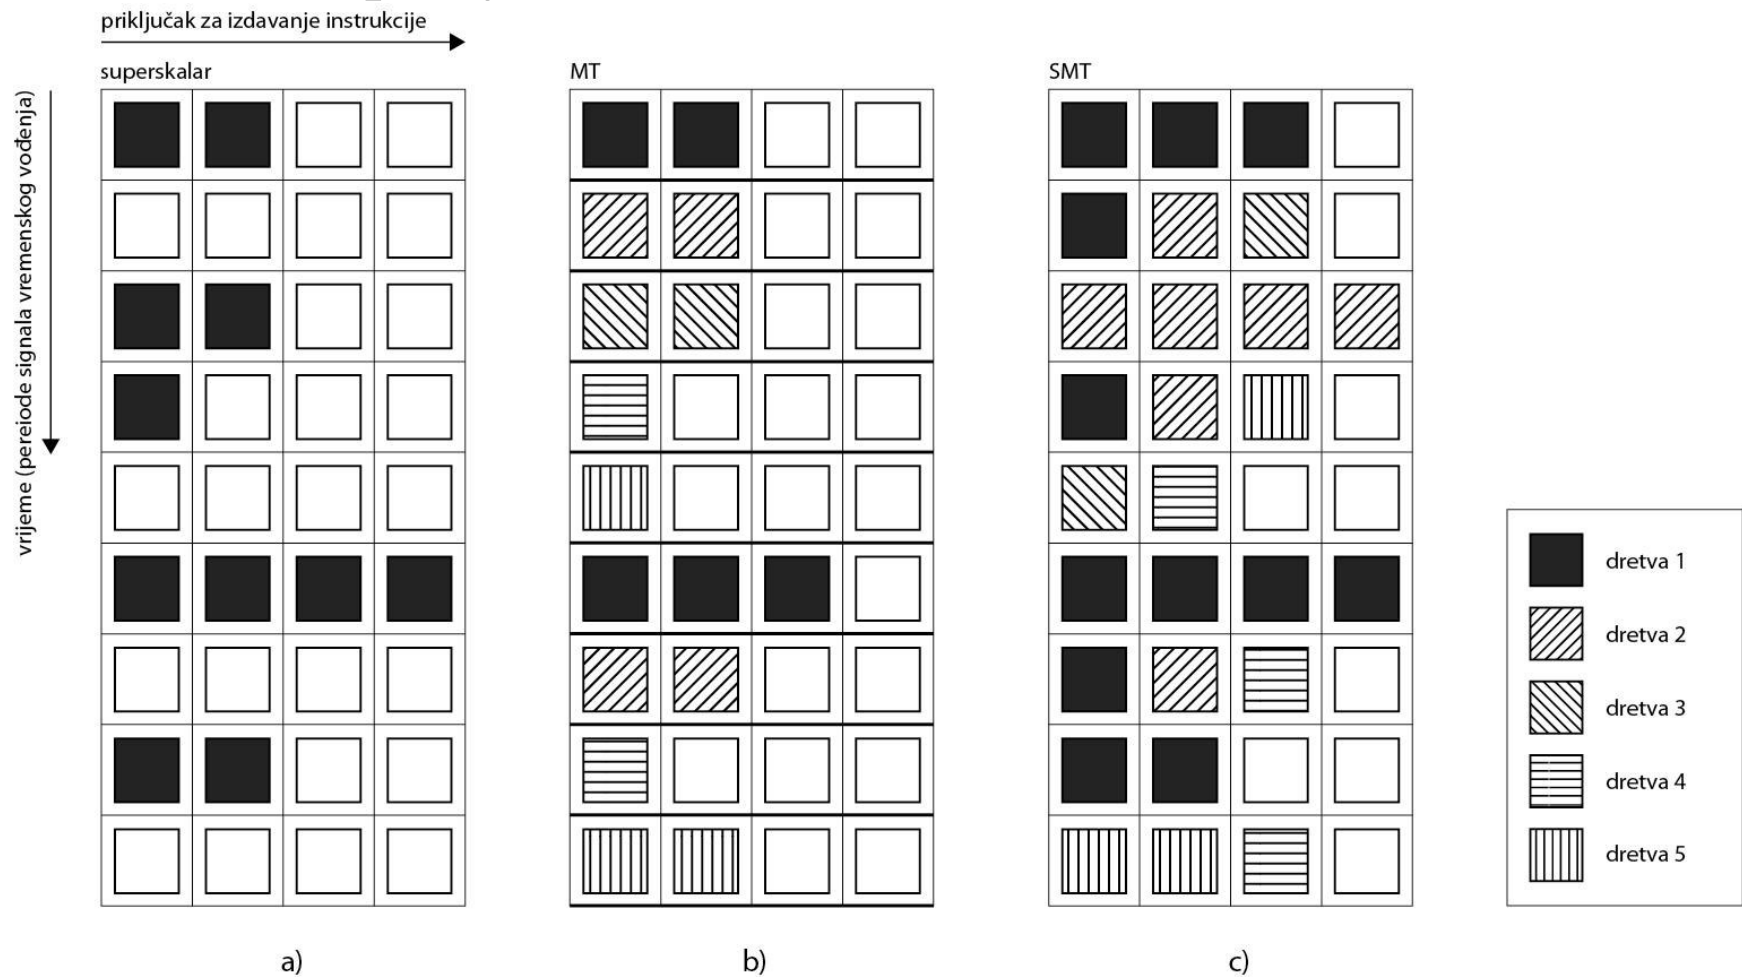 priključak za izdavanje instrukcije
superskalar
MT
SMT
vrijeme (pereiode signala vremenskog vođenja)
dretva 1
dretva 2
dretva 3
dretva 4
dretva 5
a)
b)
c)